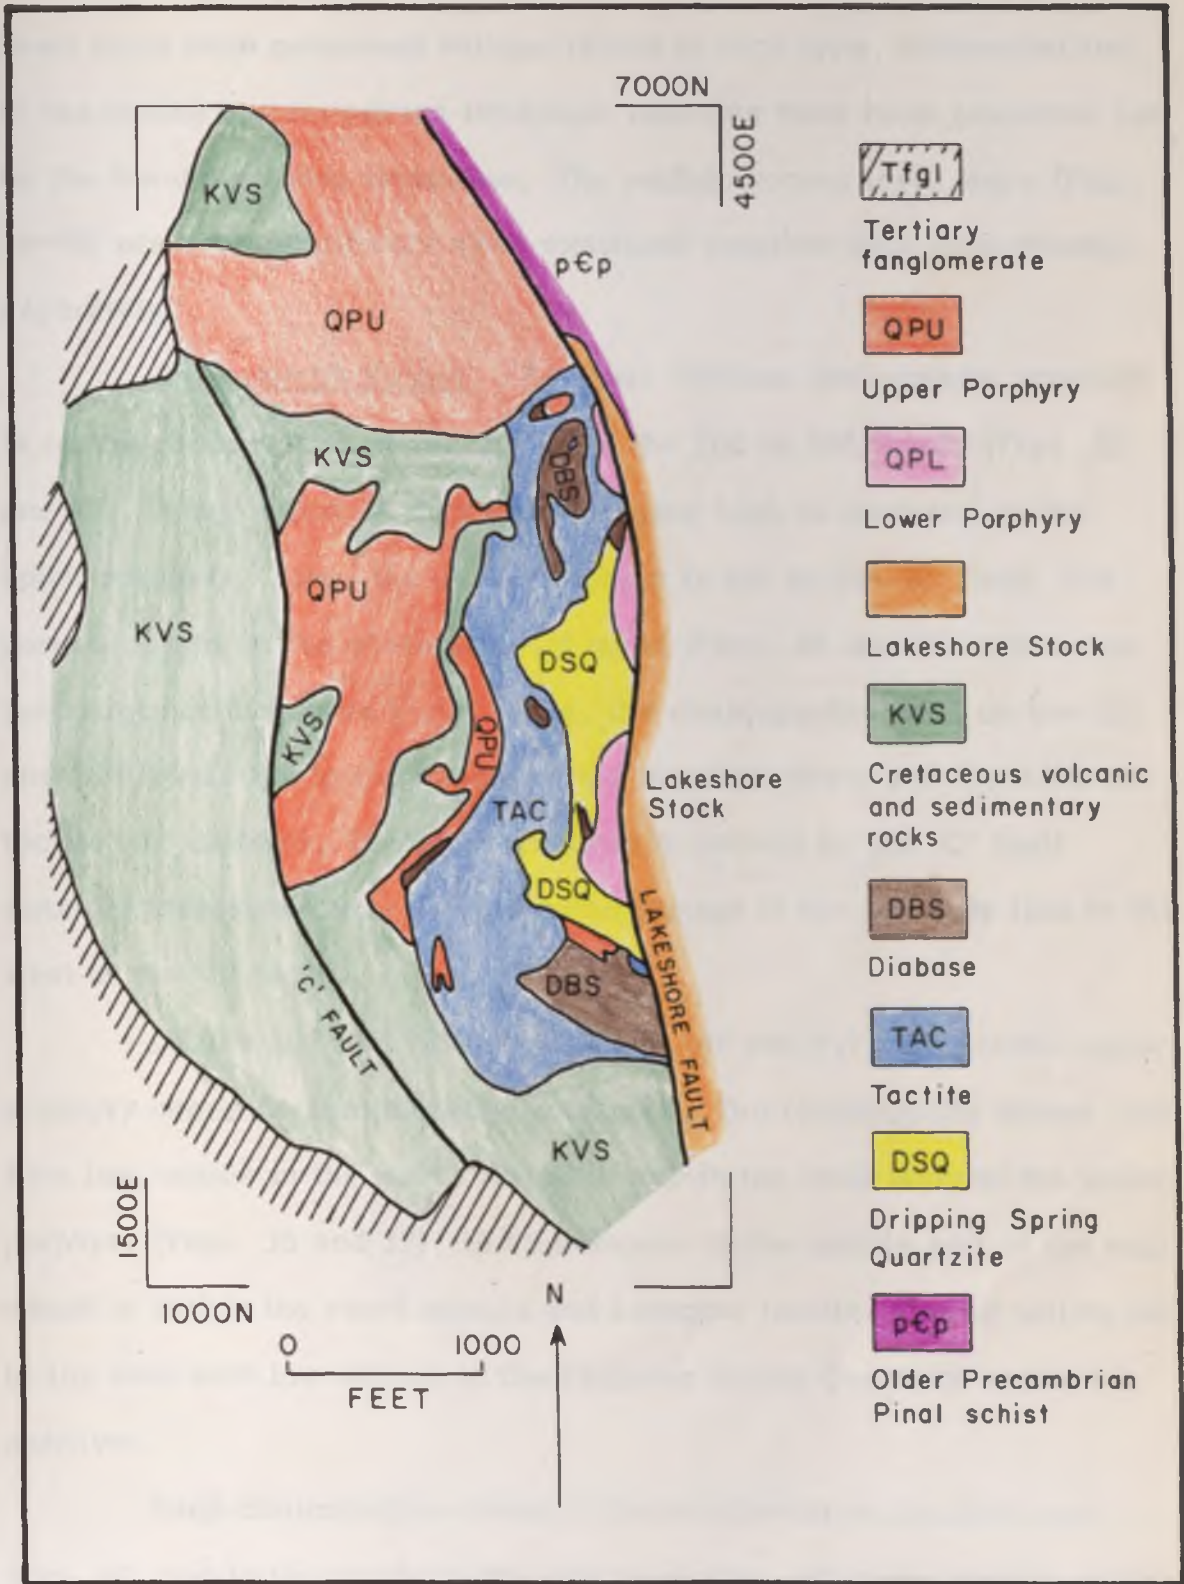 7000N
4500E
KVS
QPU
p€p
KVS
DBS
QPU
KVS
DSQ
KVS
QPU
TAC
Lakeshore
Stock
DSQ
DBS
'C' FAULT
LAKESHORE FAULT
KVS
1500E
1000N
N
0 1000
FEET
Tfgl
Tertiary
fanglomerate
QPU
Upper Porphyry
QPL
Lower Porphyry
Lakeshore Stock
KVS
Cretaceous volcanic
and sedimentary
rocks
DBS
Diabase
TAC
Tactite
DSQ
Dripping Spring
Quartzite
p€p
Older Precambrian
Pinal schist